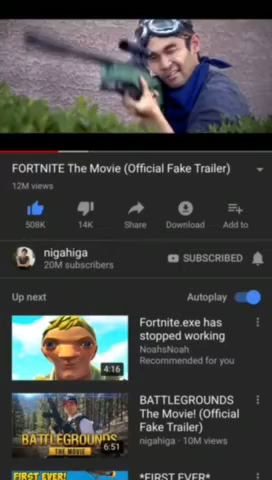 FORTNITE The Movie (Official Fake Trailer)
12M views
508K
14K
Share
Download
Add to
nigahiga
20M subscribers
SUBSCRIBED
Up next
Autoplay
4:16
Fortnite.exe has
stopped working
NoahsNoah
Recommended for you
BATTLEGROUNDS
THE MOVIE
6:51
BATTLEGROUNDS
The Movie! (Official
Fake Trailer)
nigahiga · 10M views
FIRST EVER!
*FIRST EVER*